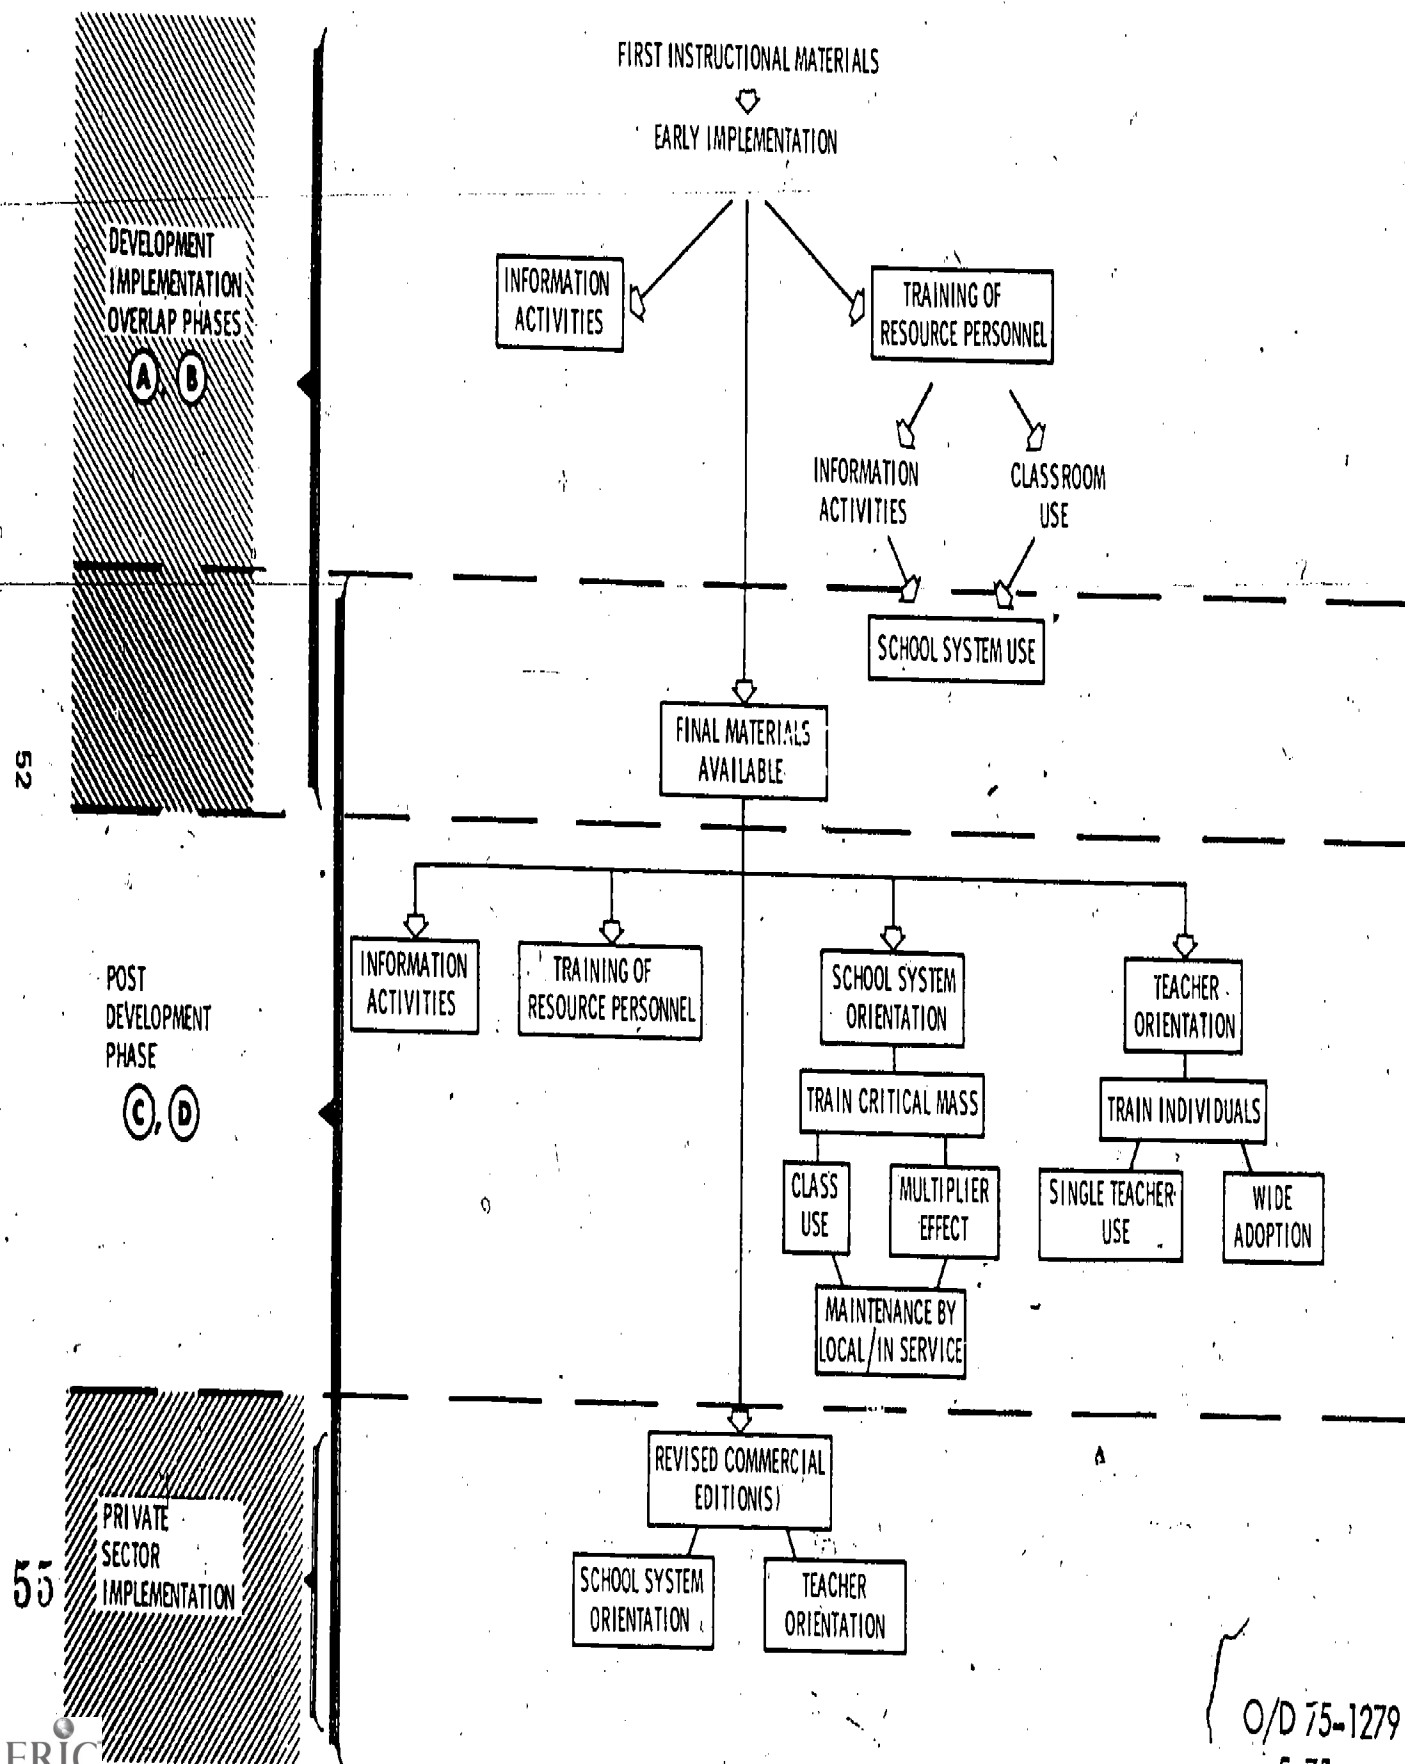 FIRST INSTRUCTIONAL MATERIALS
EARLY IMPLEMENTATION
DEVELOPMENT
IMPLEMENTATION
OVERLAP PHASES
A, B
INFORMATION
ACTIVITIES
TRAINING OF
RESOURCE PERSONNEL
INFORMATION
ACTIVITIES
CLASSROOM
USE
SCHOOL SYSTEM USE
FINAL MATERIALS
AVAILABLE
52
POST
DEVELOPMENT
PHASE
C, D
INFORMATION
ACTIVITIES
TRAINING OF
RESOURCE PERSONNEL
SCHOOL SYSTEM
ORIENTATION
TEACHER
ORIENTATION
TRAIN CRITICAL MASS
TRAIN INDIVIDUALS
CLASS
USE
MULTIPLIER
EFFECT
SINGLE TEACHER
USE
WIDE
ADOPTION
MAINTENANCE BY
LOCAL/IN SERVICE
PRIVATE
SECTOR
IMPLEMENTATION
REVISED COMMERCIAL
EDITION(S)
SCHOOL SYSTEM
ORIENTATION
TEACHER
ORIENTATION
55
O/D 75-1279
ERIC